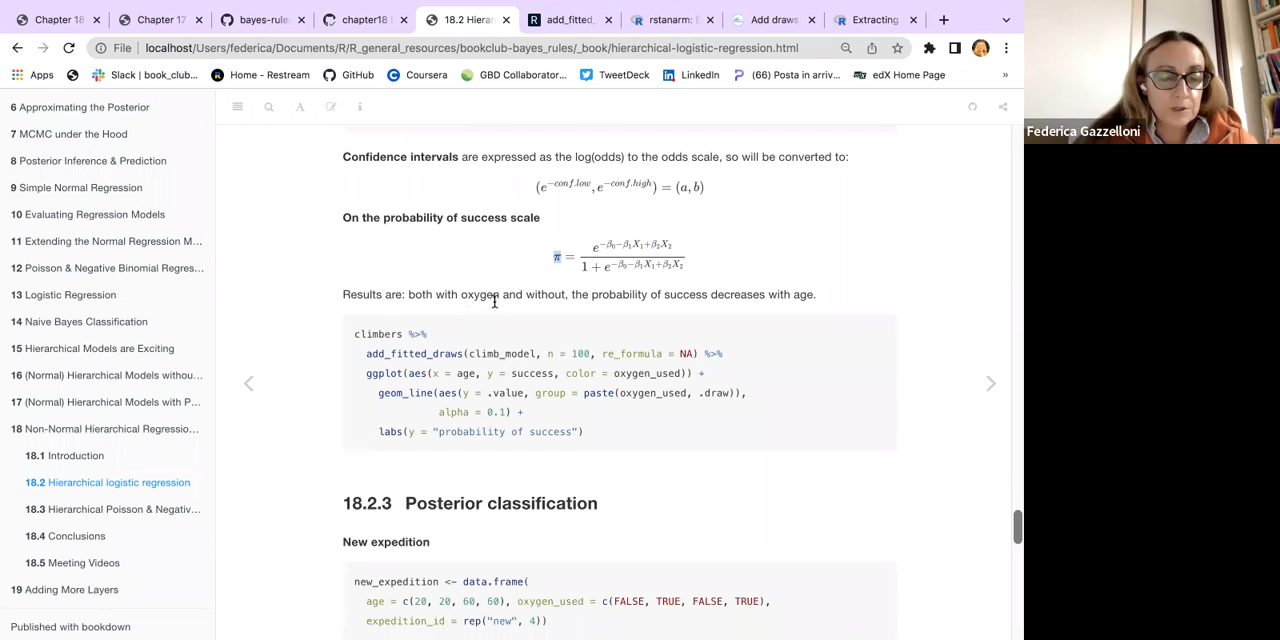 Chapter 18
Chapter 17
bayes-rule
chapter18
18.2 Hierar
add_fitted_
rstanarm:
Add draws
Extracting
File
localhost/Users/federica/Documents/R/R_general_resources/bookclub-bayes_rules/_book/hierarchical-logistic-regression.html
Apps
Slack | book_club...
Home - Restream
GitHub
Coursera
GBD Collaborator...
TweetDeck
LinkedIn
(66) Posta in arriv...
edX Home Page
»
Federica Gazzelloni
6 Approximating the Posterior
7 MCMC under the Hood
8 Posterior Inference & Prediction
9 Simple Normal Regression
10 Evaluating Regression Models
11 Extending the Normal Regression M...
12 Poisson & Negative Binomial Regres...
13 Logistic Regression
14 Naive Bayes Classification
15 Hierarchical Models are Exciting
16 (Normal) Hierarchical Models withou...
17 (Normal) Hierarchical Models with P...
18 Non-Normal Hierarchical Regressio...
18.1 Introduction
18.2 Hierarchical logistic regression
18.3 Hierarchical Poisson & Negativ...
18.4 Conclusions
18.5 Meeting Videos
19 Adding More Layers
Published with bookdown
Confidence intervals are expressed as the log(odds) to the odds scale, so will be converted to:
(e^{-conf.low}, e^{-conf.high}) = (a, b)
On the probability of success scale
π = \frac{e^{-β_0-β_1X_1+β_2X_2}}{1 + e^{-β_0-β_1X_1+β_2X_2}}
Results are: both with oxygen and without, the probability of success decreases with age.
climbers %>%
add_fitted_draws(climb_model, n = 100, re_formula = NA) %>%
ggplot(aes(x = age, y = success, color = oxygen_used)) +
geom_line(aes(y = .value, group = paste(oxygen_used, .draw)),
alpha = 0.1) +
labs(y = "probability of success")
18.2.3 Posterior classification
New expedition
new_expedition <- data.frame(
age = c(20, 20, 60, 60), oxygen_used = c(FALSE, TRUE, FALSE, TRUE),
expedition_id = rep("new", 4))